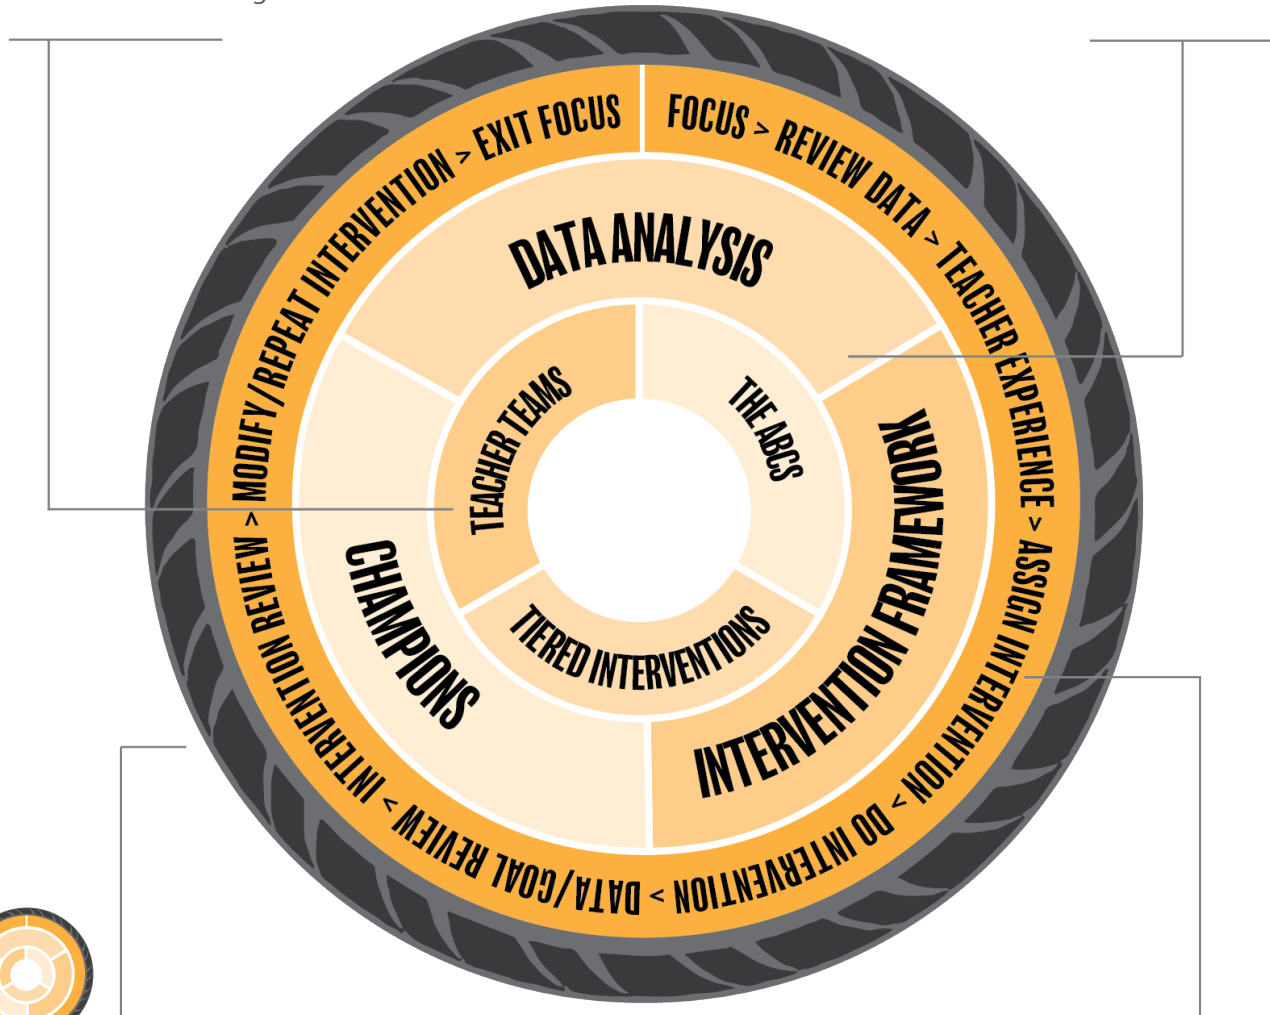 FOCUS > REVIEW DATA > TEACHER EXPERIENCE > ASSIGN INTERVENTION > DO INTERVENTION > DATA/GOAL REVIEW > INTERVENTION REVIEW > MODIFY/REPEAT INTERVENTION > EXIT FOCUS
DATA ANALYSIS
INTERVENTION FRAMEWORK
CHAMPIONS
TEACHER TEAMS
THE ABCS
TIERED INTERVENTIONS